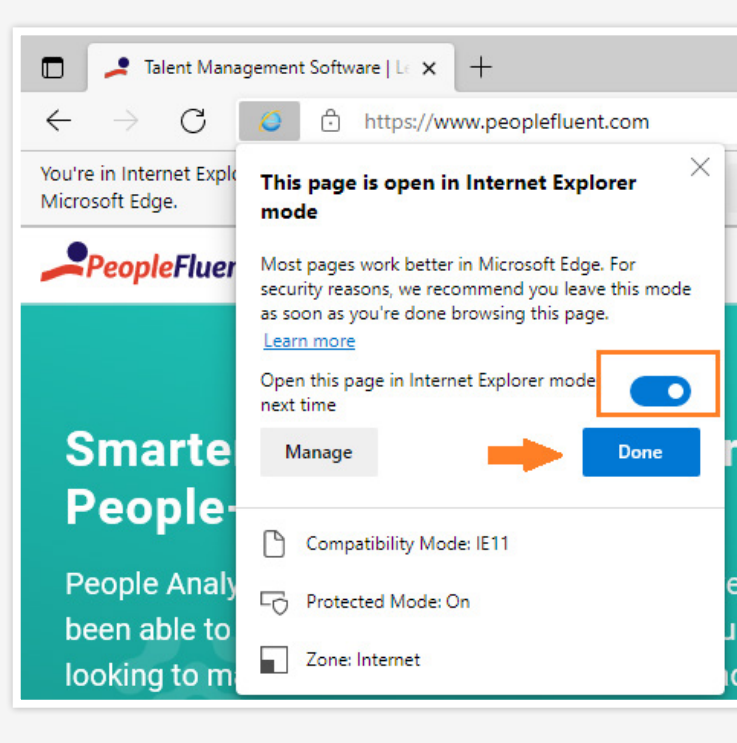 Talent Management Software | Le
https://www.peoplefluent.com
You're in Internet Explo
Microsoft Edge.
PeopleFluen
This page is open in Internet Explorer
mode
Most pages work better in Microsoft Edge. For
security reasons, we recommend you leave this mode
as soon as you're done browsing this page.
Learn more
Open this page in Internet Explorer mode
next time
Manage
Done
Smarte
People-
People Analy
been able to
looking to m
Compatibility Mode: IE11
Protected Mode: On
Zone: Internet